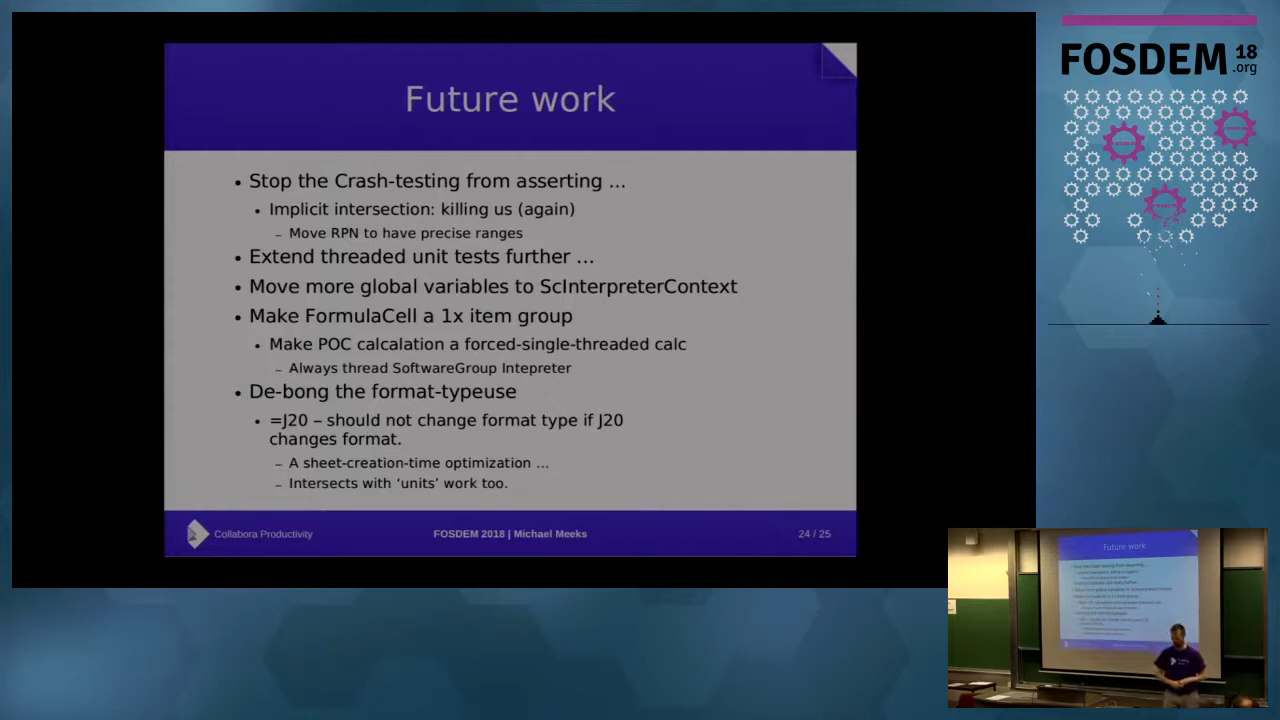 Future work
• Stop the Crash-testing from asserting ...
• Implicit intersection: killing us (again)
– Move RPN to have precise ranges
• Extend threaded unit tests further ...
• Move more global variables to ScInterpreterContext
• Make FormulaCell a 1x item group
• Make POC calcalation a forced-single-threaded calc
– Always thread SoftwareGroup Intepreter
• De-bong the format-typeuse
• =J20 – should not change format type if J20
changes format.
– A sheet-creation-time optimization ...
– Intersects with ‘units’ work too.
Collabora Productivity
FOSDEM 2018 | Michael Meeks
24 / 25
FOSDEM 18
.org
Future work